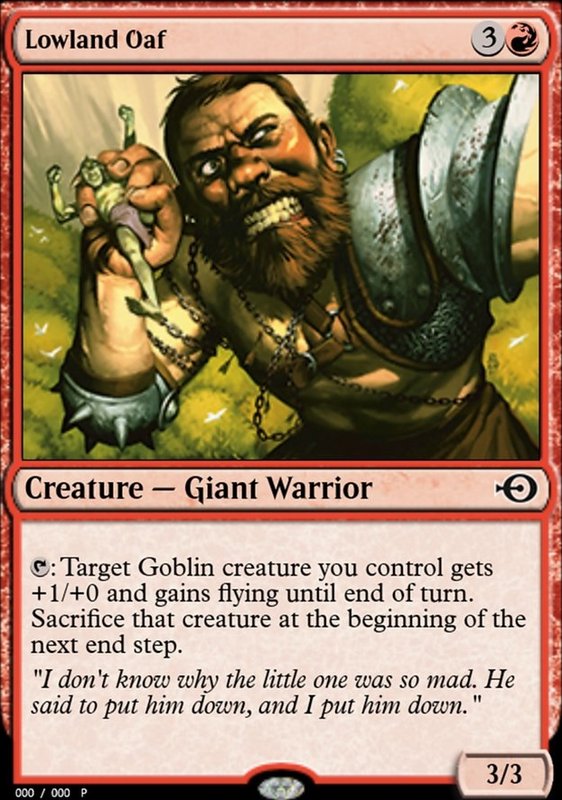 Lowland Oaf 3
Creature — Giant Warrior
: Target Goblin creature you control gets
+1/+0 and gains flying until end of turn.
Sacrifice that creature at the beginning of the
next end step.
"I don't know why the little one was so mad. He
said to put him down, and I put him down."
3/3
000 / 000 P